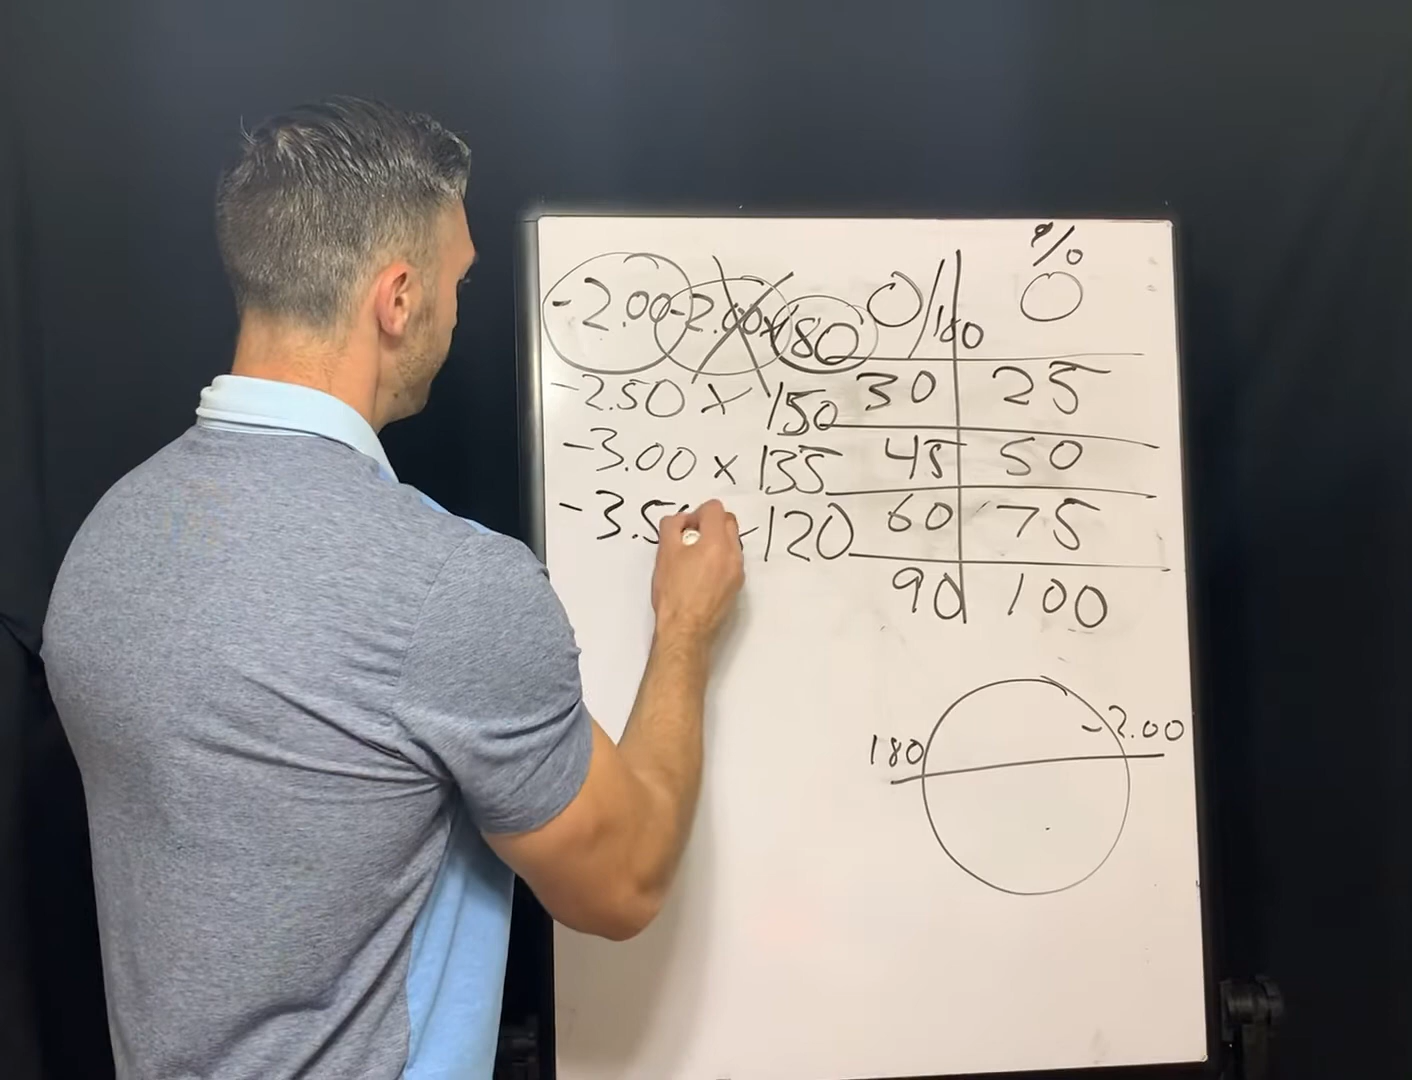 %
-2.00 -2.00 x 180 0/180 0
-2.50 x 150 30 25
-3.00 x 135 45 50
-3.50 120 60 75
90 100
180 -2.00